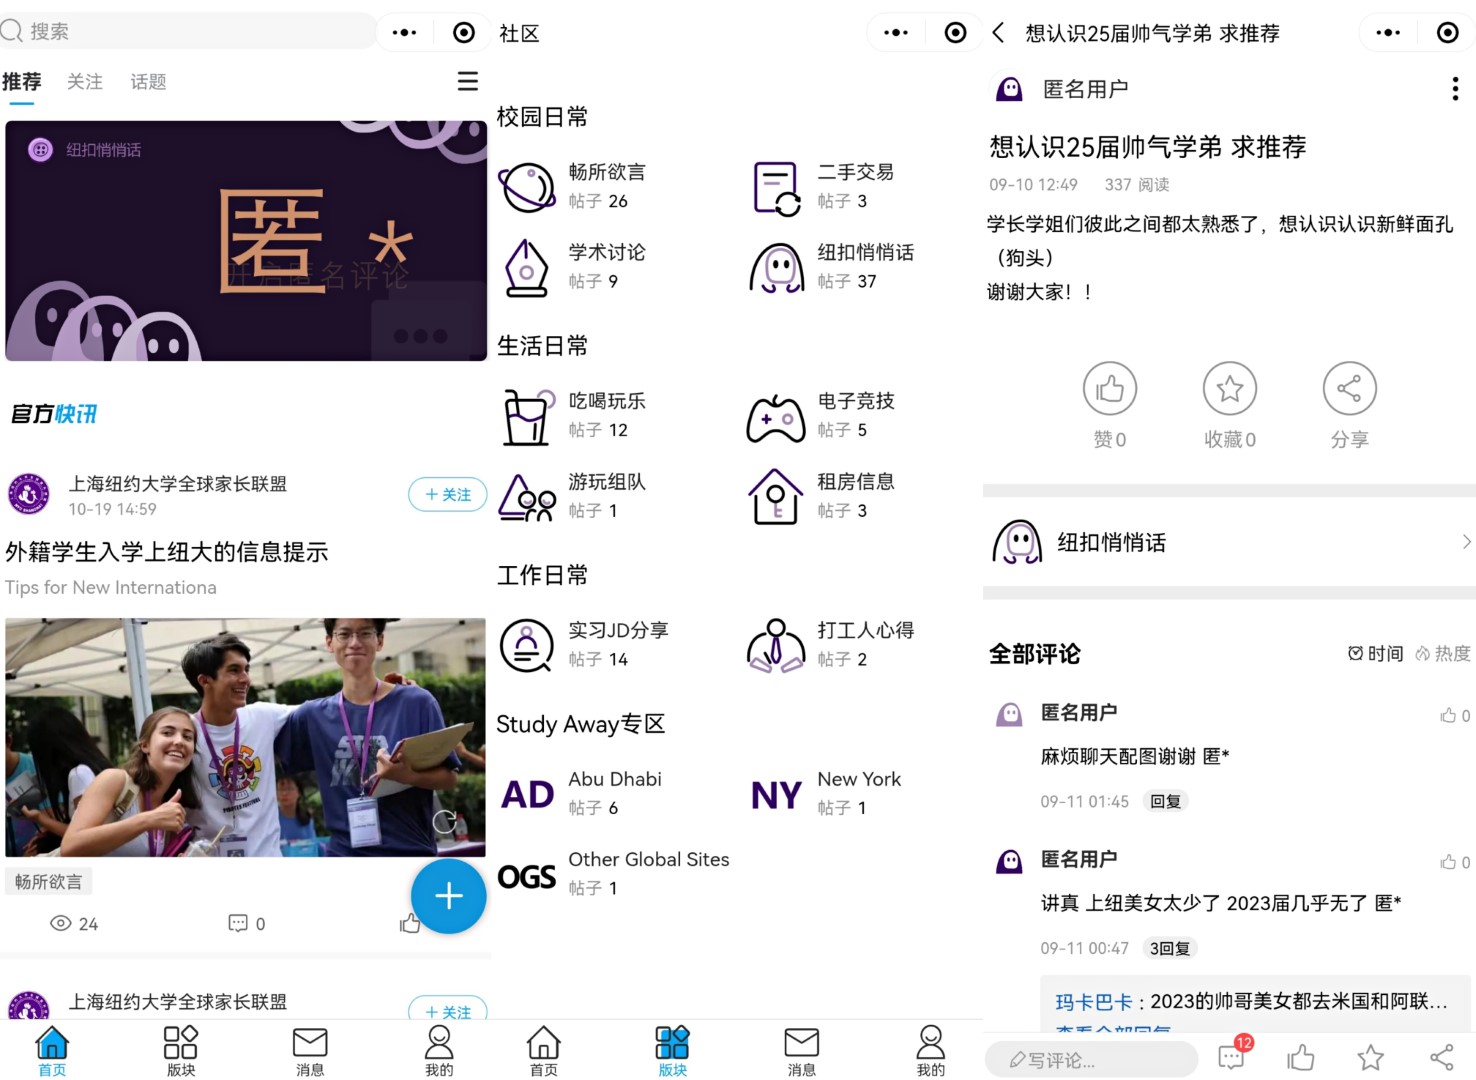 搜索
推荐 关注 话题
纽扣悄悄话
匿 *
开启匿名评论
官方快讯
上海纽约大学全球家长联盟
10-19 14:59
+ 关注
外籍学生入学上纽大的信息提示
Tips for New Internationa
畅所欲言
24 0
上海纽约大学全球家长联盟
+ 关注
首页 版块 消息 我的
社区
校园日常
畅所欲言
帖子 26
二手交易
帖子 3
学术讨论
帖子 9
纽扣悄悄话
帖子 37
生活日常
吃喝玩乐
帖子 12
电子竞技
帖子 5
游玩组队
帖子 1
租房信息
帖子 3
工作日常
实习JD分享
帖子 14
打工人心得
帖子 2
Study Away专区
AD
Abu Dhabi
帖子 6
NY
New York
帖子 1
OGS
Other Global Sites
帖子 1
首页 版块 消息 我的
想认识25届帅气学弟 求推荐
匿名用户
想认识25届帅气学弟 求推荐
09-10 12:49 337 阅读
学长学姐们彼此之间都太熟悉了，想认识认识新鲜面孔
（狗头）
谢谢大家！！
赞0 收藏0 分享
纽扣悄悄话
全部评论 时间 热度
匿名用户 0
麻烦聊天配图谢谢 匿*
09-11 01:45 回复
匿名用户 0
讲真 上纽美女太少了 2023届几乎无了 匿*
09-11 00:47 3回复
玛卡巴卡：2023的帅哥美女都去米国和阿联...
查看全部回复
写评论... 12